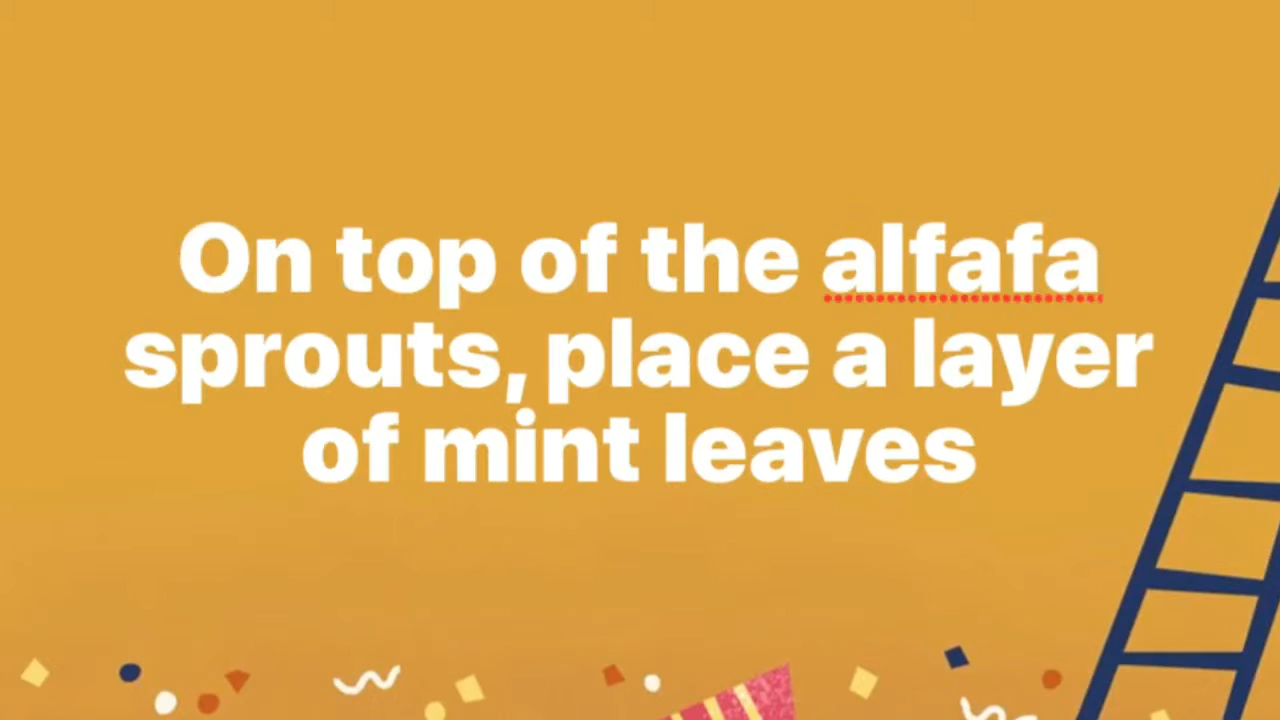 On top of the alfafa
sprouts, place a layer
of mint leaves